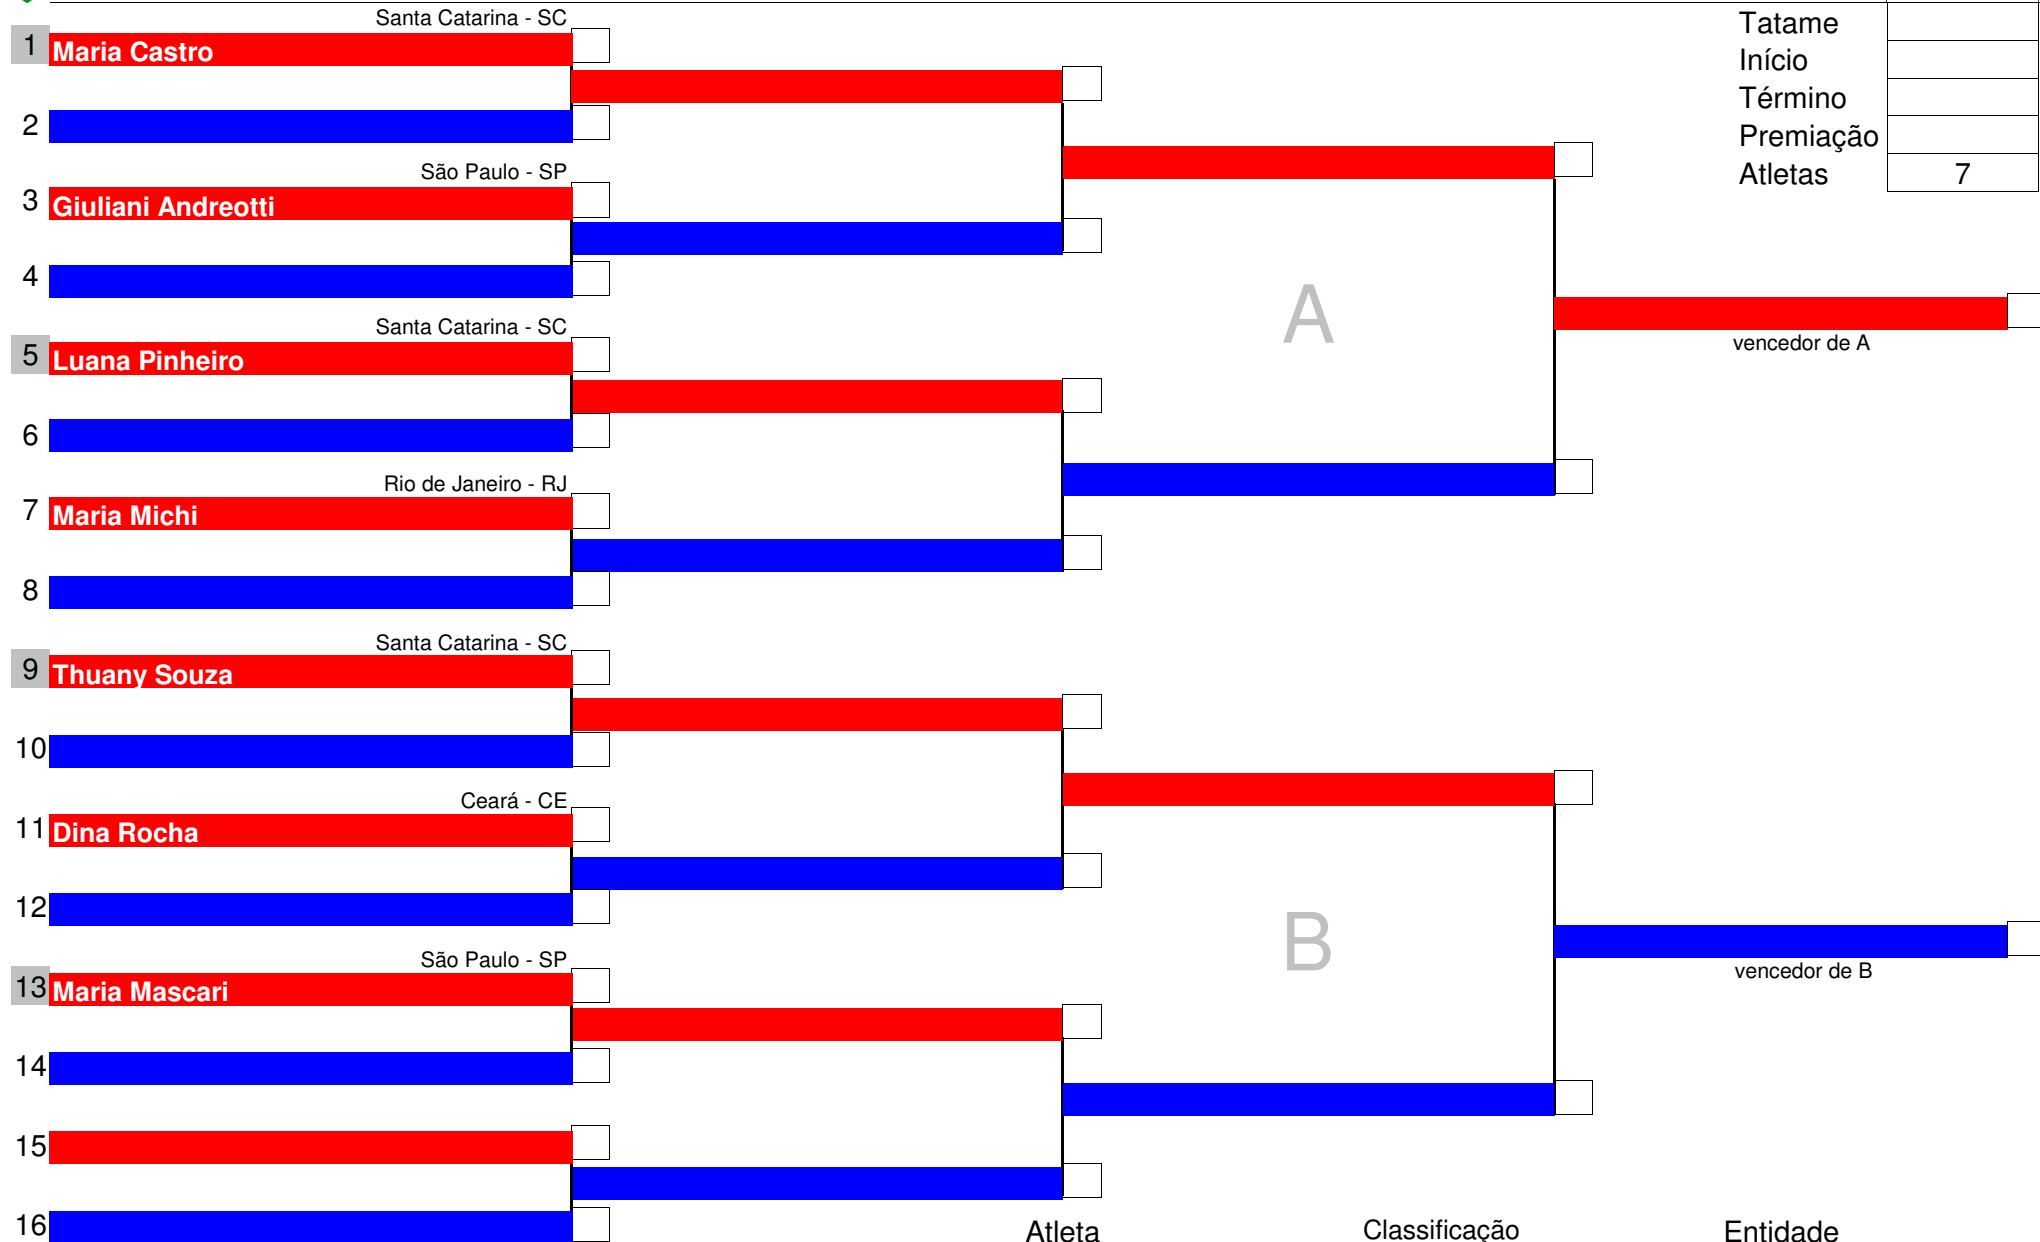 Santa Catarina - SC
1 Maria Castro
2
São Paulo - SP
3 Giuliani Andreotti
4
Santa Catarina - SC
5 Luana Pinheiro
6
Rio de Janeiro - RJ
7 Maria Michi
8
Santa Catarina - SC
9 Thuany Souza
10
Ceará - CE
11 Dina Rocha
12
São Paulo - SP
13 Maria Mascari
14
15
16
A
B
Tatame
Início
Término
Premiação
Atletas 7
vencedor de A
vencedor de B
Atleta Classificação Entidade